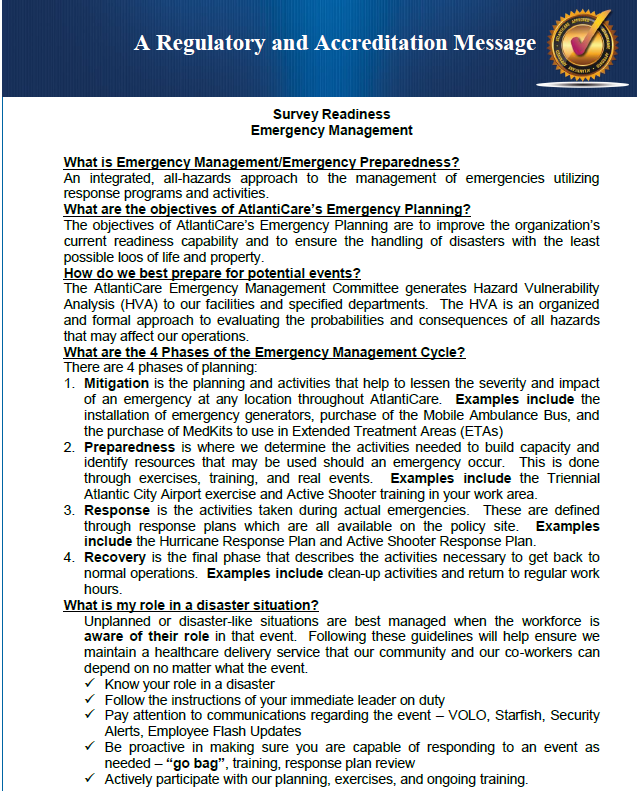 A Regulatory and Accreditation Message
Survey Readiness
Emergency Management
What is Emergency Management/Emergency Preparedness?
An integrated, all-hazards approach to the management of emergencies utilizing
response programs and activities.
What are the objectives of AtlantiCare's Emergency Planning?
The objectives of AtlantiCare's Emergency Planning are to improve the organization's
current readiness capability and to ensure the handling of disasters with the least
possible loos of life and property.
How do we best prepare for potential events?
The AtlantiCare Emergency Management Committee generates Hazard Vulnerability
Analysis (HVA) to our facilities and specified departments. The HVA is an organized
and formal approach to evaluating the probabilities and consequences of all hazards
that may affect our operations.
What are the 4 Phases of the Emergency Management Cycle?
There are 4 phases of planning:
1. Mitigation is the planning and activities that help to lessen the severity and impact
of an emergency at any location throughout AtlantiCare. Examples include the
installation of emergency generators, purchase of the Mobile Ambulance Bus, and
the purchase of MedKits to use in Extended Treatment Areas (ETAs)
2. Preparedness is where we determine the activities needed to build capacity and
identify resources that may be used should an emergency occur. This is done
through exercises, training, and real events. Examples include the Triennial
Atlantic City Airport exercise and Active Shooter training in your work area.
3. Response is the activities taken during actual emergencies. These are defined
through response plans which are all available on the policy site. Examples
include the Hurricane Response Plan and Active Shooter Response Plan.
4. Recovery is the final phase that describes the activities necessary to get back to
normal operations. Examples include clean-up activities and return to regular work
hours.
What is my role in a disaster situation?
Unplanned or disaster-like situations are best managed when the workforce is
aware of their role in that event. Following these guidelines will help ensure we
maintain a healthcare delivery service that our community and our co-workers can
depend on no matter what the event.
✓ Know your role in a disaster
✓ Follow the instructions of your immediate leader on duty
✓ Pay attention to communications regarding the event – VOLO, Starfish, Security
Alerts, Employee Flash Updates
✓ Be proactive in making sure you are capable of responding to an event as
needed – “go bag”, training, response plan review
✓ Actively participate with our planning, exercises, and ongoing training.